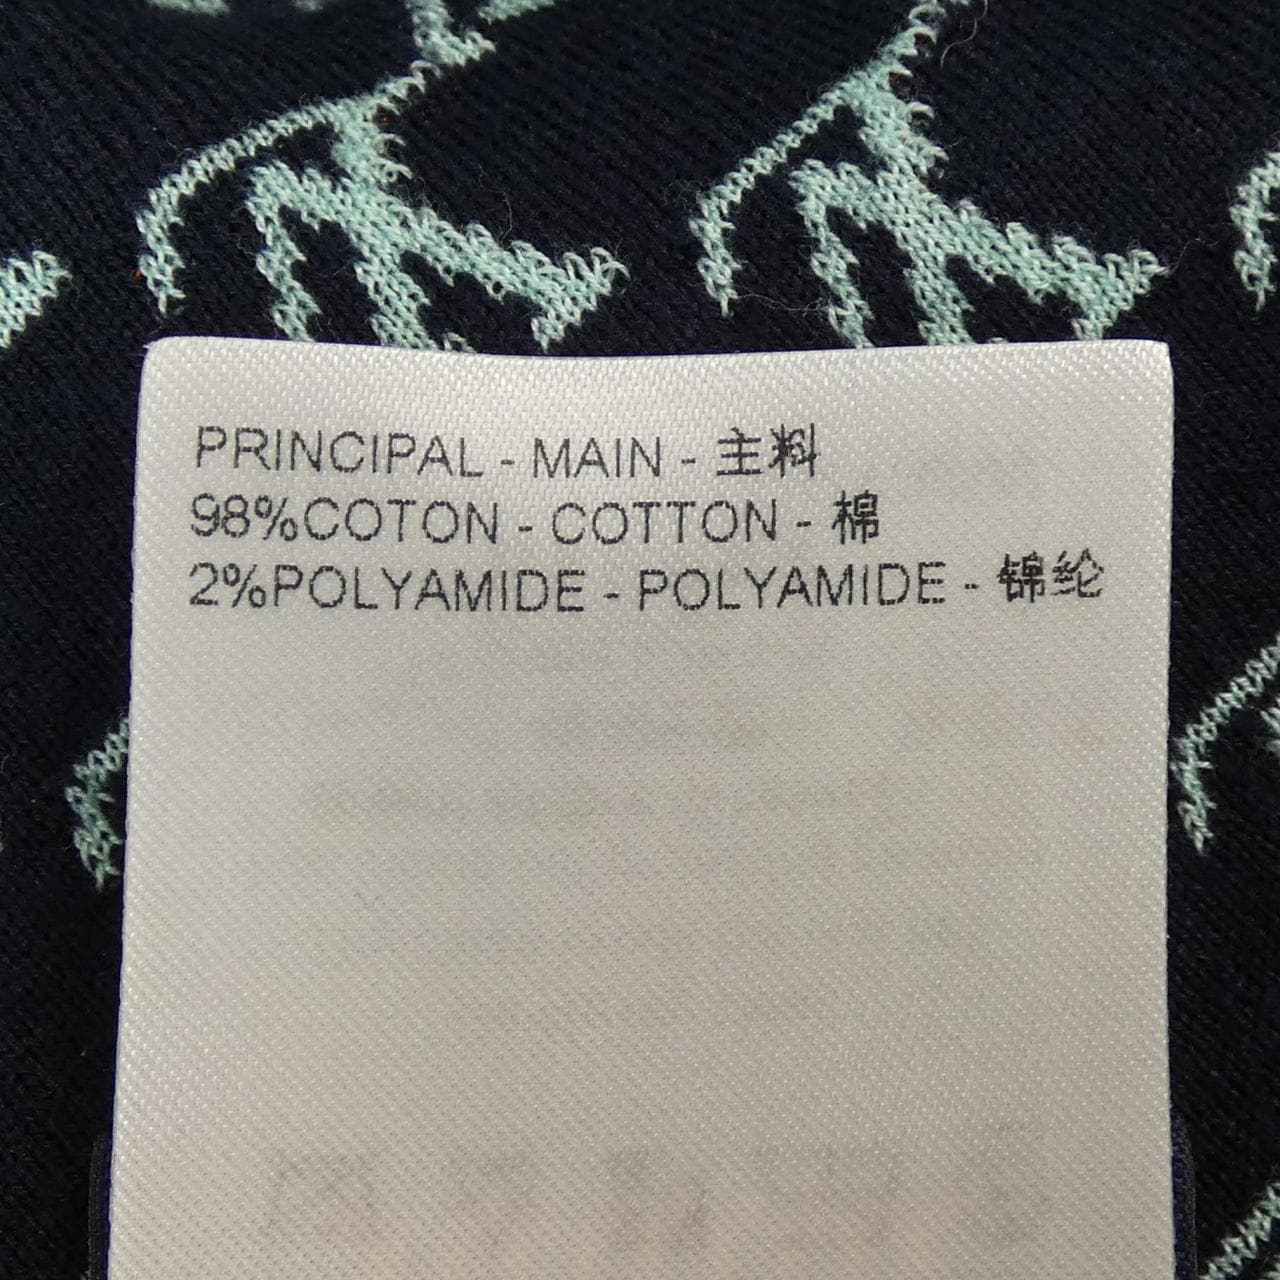 PRINCIPAL - MAIN - 主料
98%COTON - COTTON - 棉
2%POLYAMIDE - POLYAMIDE - 锦纶